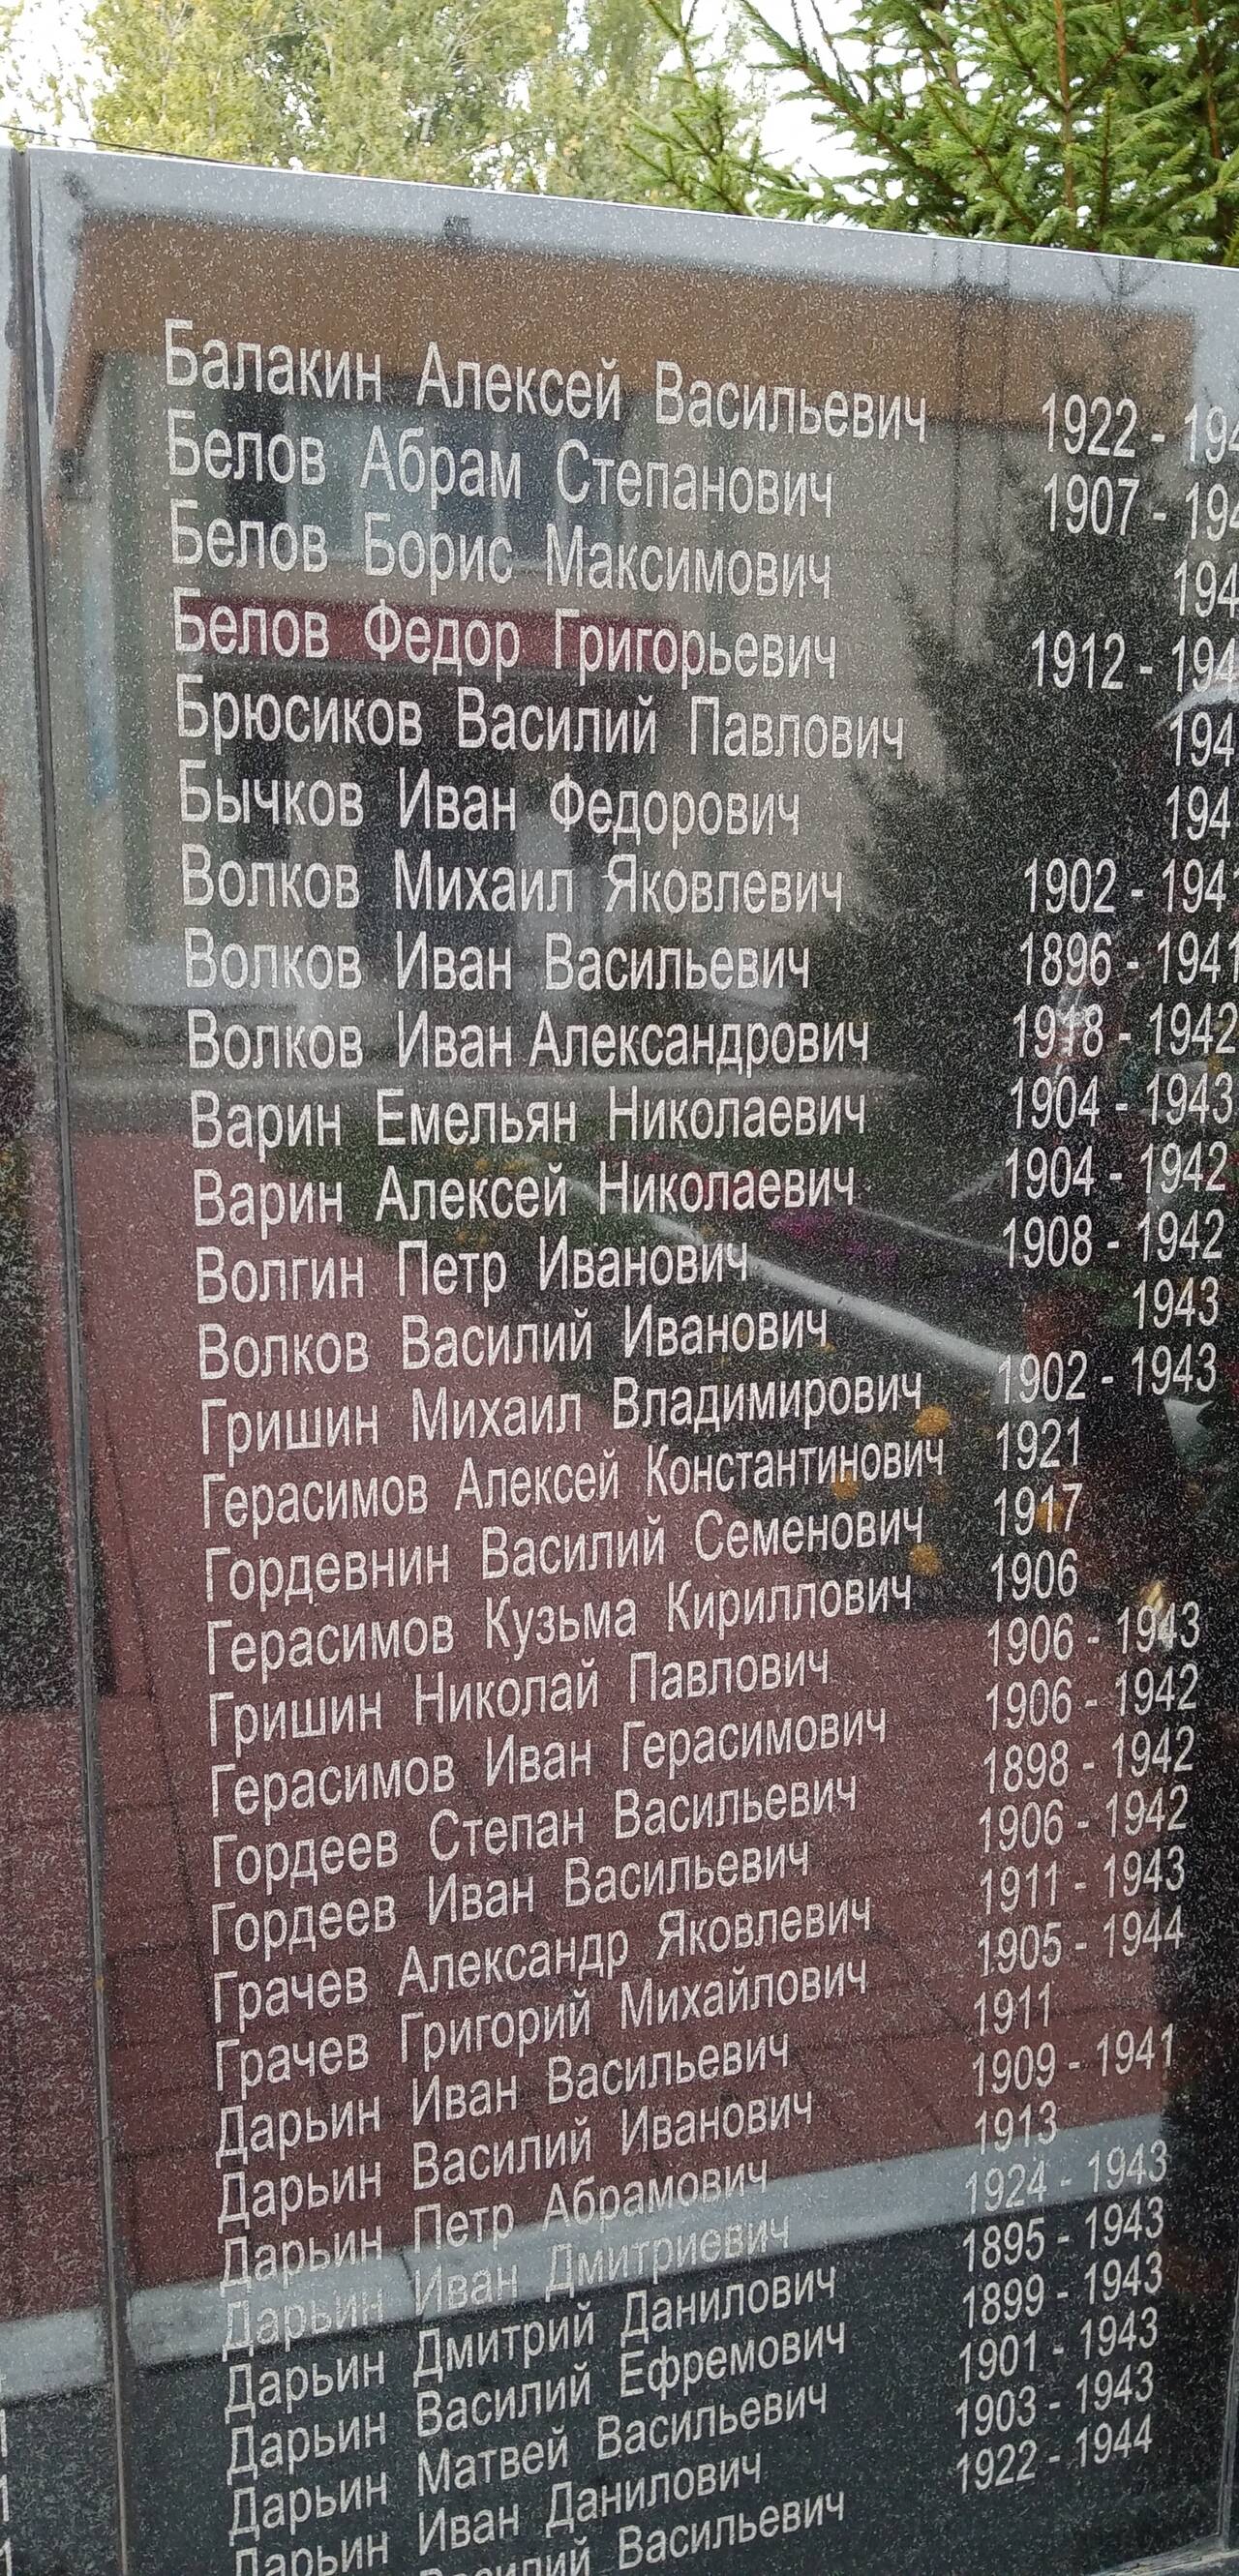 Балакин Алексей Васильевич 1922 - 194
Белов Абрам Степанович 1907 - 194
Белов Борис Максимович 194
Белов Федор Григорьевич 1912 - 194
Брюсиков Василий Павлович 194
Бычков Иван Федорович 194
Волков Михаил Яковлевич 1902 - 1941
Волков Иван Васильевич 1896 - 1941
Волков Иван Александрович 1918 - 1942
Варин Емельян Николаевич 1904 - 1943
Варин Алексей Николаевич 1904 - 1942
Волгин Петр Иванович 1908 - 1942
Волков Василий Иванович 1943
Гришин Михаил Владимирович 1902 - 1943
Герасимов Алексей Константинович 1921
Гордевнин Василий Семенович 1917
Герасимов Кузьма Кириллович 1906
Гришин Николай Павлович 1906 - 1943
Герасимов Иван Герасимович 1906 - 1942
Гордеев Степан Васильевич 1898 - 1942
Гордеев Иван Васильевич 1906 - 1942
Грачев Александр Яковлевич 1911 - 1943
Грачев Григорий Михайлович 1905 - 1944
Дарьин Иван Васильевич 1911
Дарьин Василий Иванович 1909 - 1941
Дарьин Петр Абрамович 1913
Дарьин Иван Дмитриевич 1924 - 1943
Дарьин Дмитрий Данилович 1895 - 1943
Дарьин Василий Ефремович 1899 - 1943
Дарьин Матвей Васильевич 1901 - 1943
Дарьин Иван Данилович 1903 - 1943
Дарьин Василий Васильевич 1922 - 1944